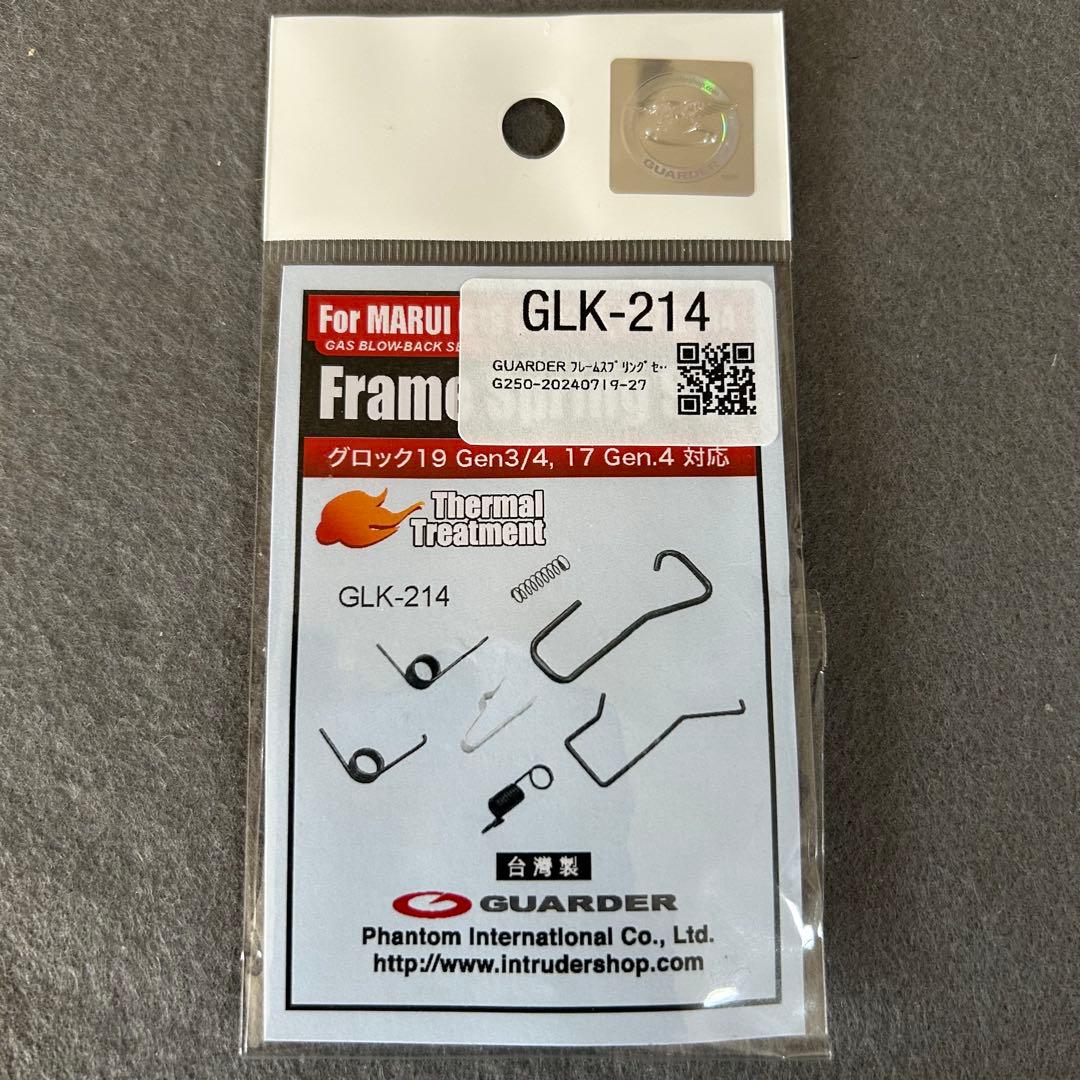 GUARDER
For MARUI
GLK-214
GAS BLOW-BACK
GUARDER ﾌﾚｰﾑｽﾌﾟﾘﾝｸﾞｾ･･
G250-20240719-27
Frame Spring
グロック19 Gen3/4, 17 Gen.4 対応
Thermal
Treatment
GLK-214
台灣製
GUARDER
Phantom International Co., Ltd.
http://www.intrudershop.com